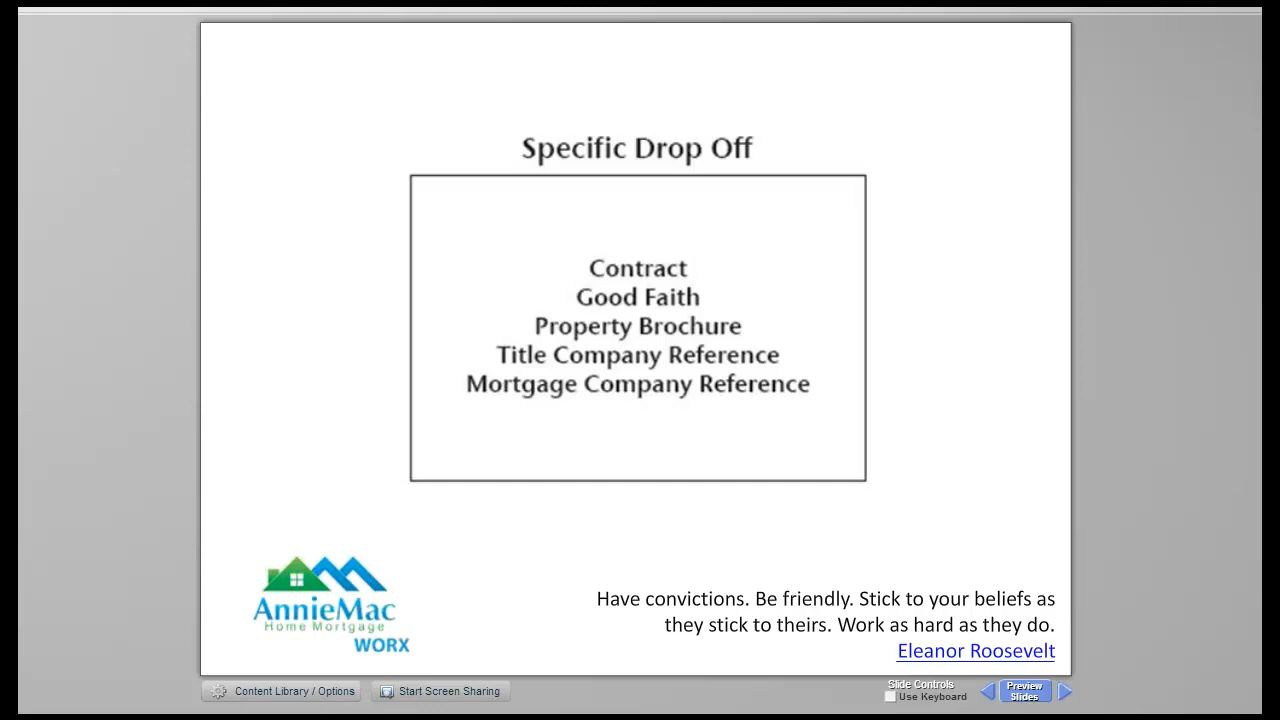 Specific Drop Off
Contract
Good Faith
Property Brochure
Title Company Reference
Mortgage Company Reference
AnnieMac
Home Mortgage
WORX
Have convictions. Be friendly. Stick to your beliefs as
they stick to theirs. Work as hard as they do.
Eleanor Roosevelt
Content Library / Options
Start Screen Sharing
Slide Controls
Use Keyboard
Preview
Slides